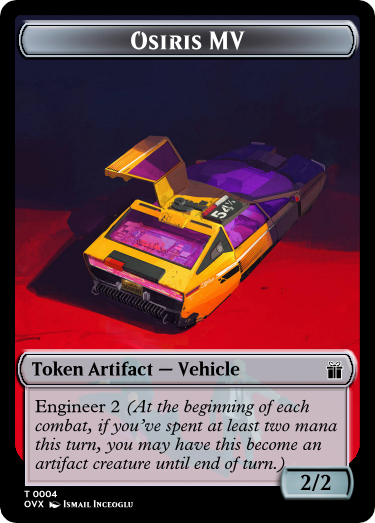 Osiris MV
54%
Token Artifact — Vehicle
Engineer 2 (At the beginning of each
combat, if you've spent at least two mana
this turn, you may have this become an
artifact creature until end of turn.)
2/2
T 0004
OVX Ismail Inceoglu